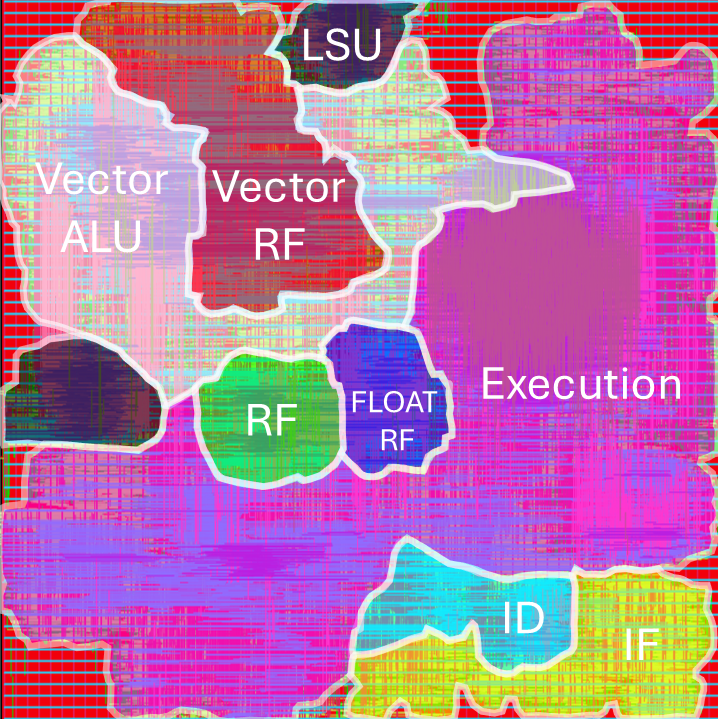 LSU
Vector
ALU
Vector
RF
Execution
RF
FLOAT
RF
ID
IF